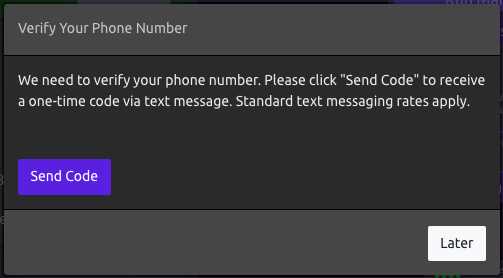 Verify Your Phone Number
We need to verify your phone number. Please click "Send Code" to receive
a one-time code via text message. Standard text messaging rates apply.
Send Code
Later